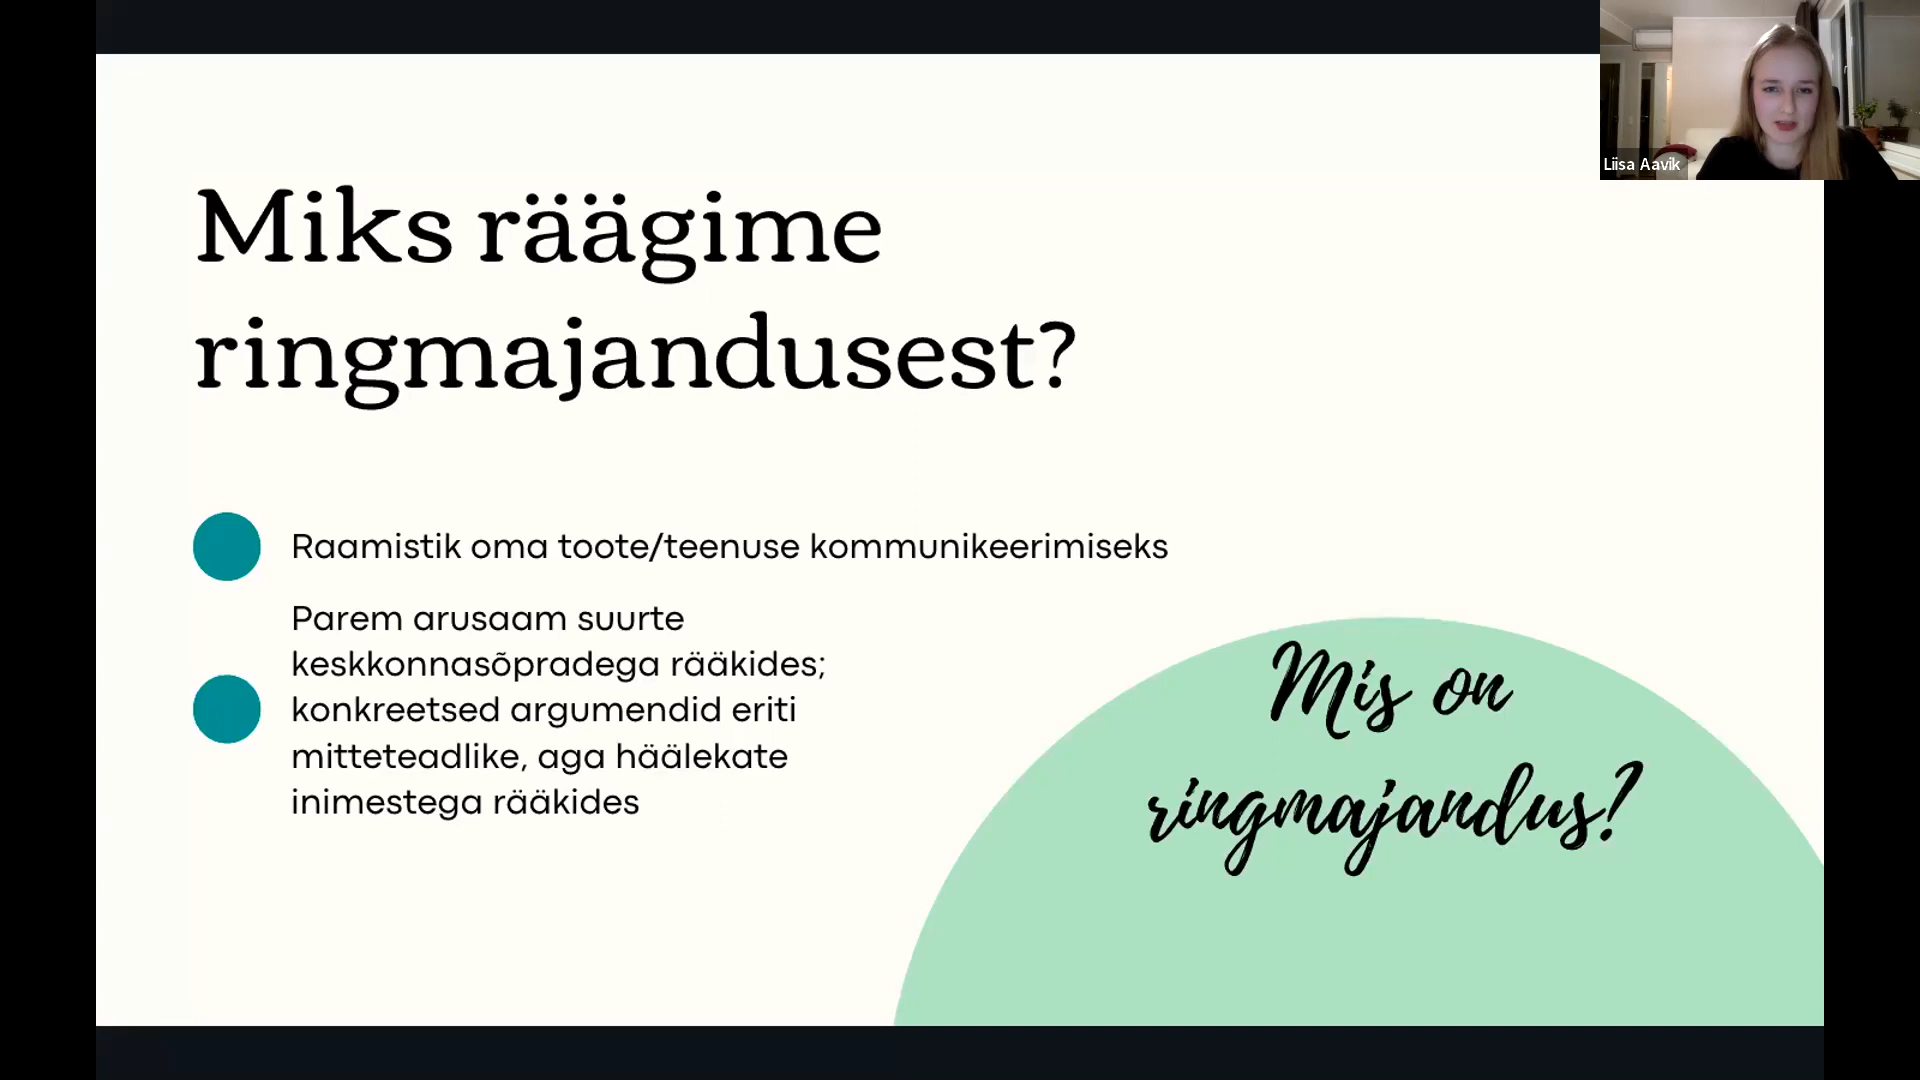 Liisa Aavik
Miks räägime
ringmajandusest?
Raamistik oma toote/teenuse kommunikeerimiseks
Parem arusaam suurte
keskkonnasõpradega rääkides;
konkreetsed argumendid eriti
mitteteadlike, aga häälekate
inimestega rääkides
Mis on
ringmajandus?